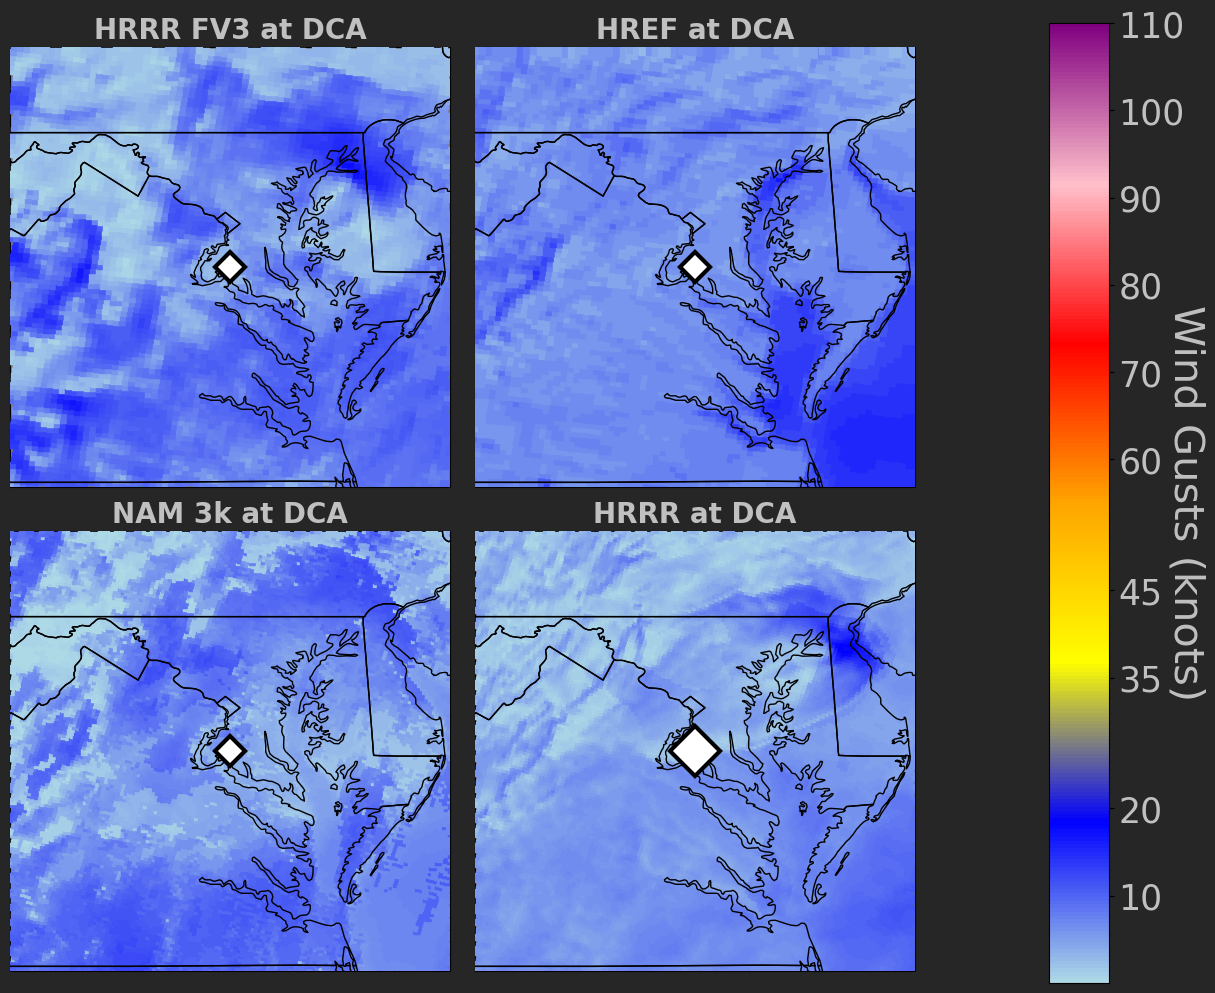 HRRR FV3 at DCA
HREF at DCA
NAM 3k at DCA
HRRR at DCA
110
100
90
80
70
60
45
35
20
10
Wind Gusts (knots)